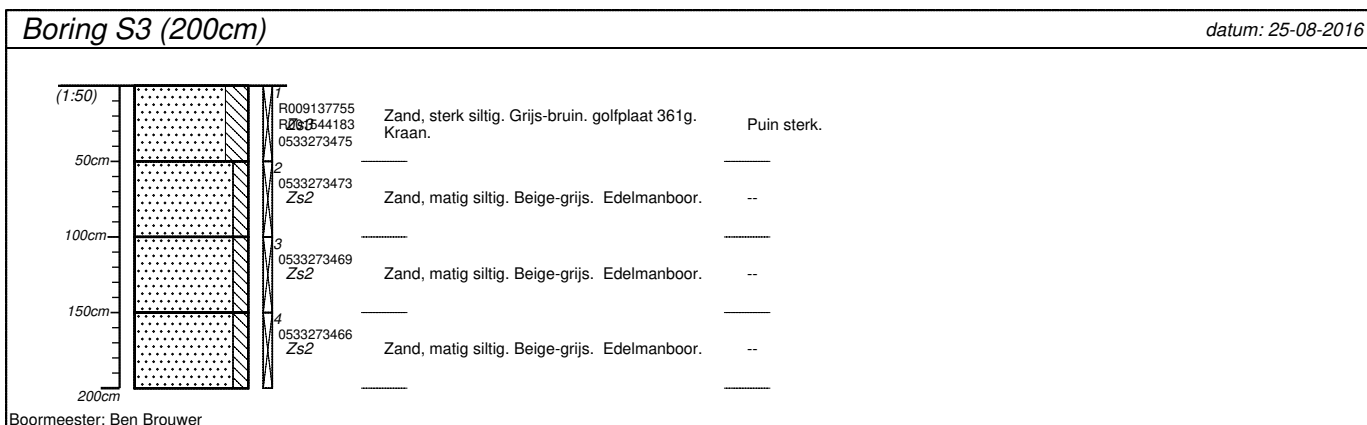 Boring S3 (200cm)
datum: 25-08-2016
(1:50)
1
R009137755
Zs3
0533273475
Zand, sterk siltig. Grijs-bruin. golfplaat 361g.
Kraan.
Puin sterk.
50cm
2
0533273473
Zs2
Zand, matig siltig. Beige-grijs. Edelmanboor.
--
100cm
3
0533273469
Zs2
Zand, matig siltig. Beige-grijs. Edelmanboor.
--
150cm
4
0533273466
Zs2
Zand, matig siltig. Beige-grijs. Edelmanboor.
--
200cm
Boormeester: Ben Brouwer